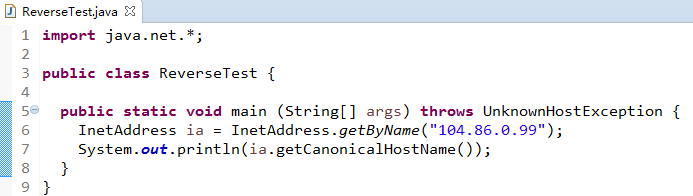 ReverseTest.java
1 import java.net.*;
2
3 public class ReverseTest {
4
5 public static void main (String[] args) throws UnknownHostException {
6 InetAddress ia = InetAddress.getByName("104.86.0.99");
7 System.out.println(ia.getCanonicalHostName());
8 }
9 }